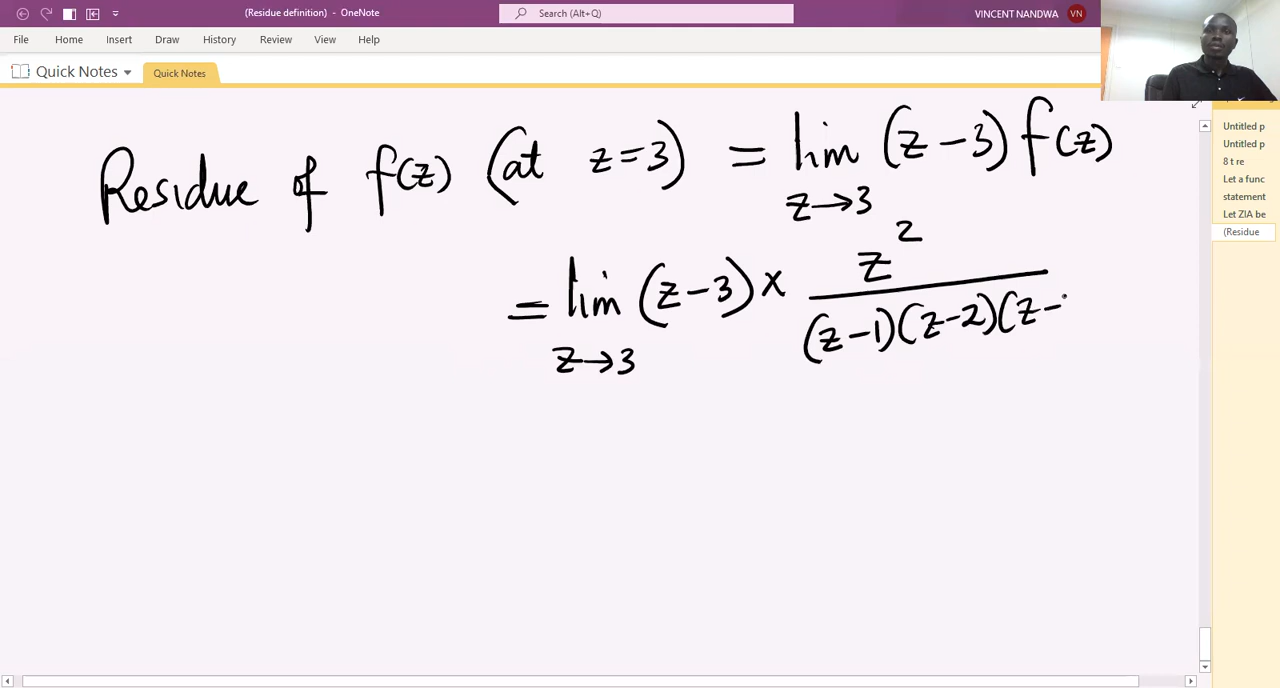 (Residue definition) - OneNote
Search (Alt+Q)
VINCENT NANDWA VN
File Home Insert Draw History Review View Help
Quick Notes Quick Notes
Residue of f(z) (at z=3) = lim (z-3) f(z)
z→3
= lim (z-3) × z²
(z-1)(z-2)(z-
z→3
Untitled p
Untitled p
8 t re
Let a func
statement
Let ZIA be
(Residue